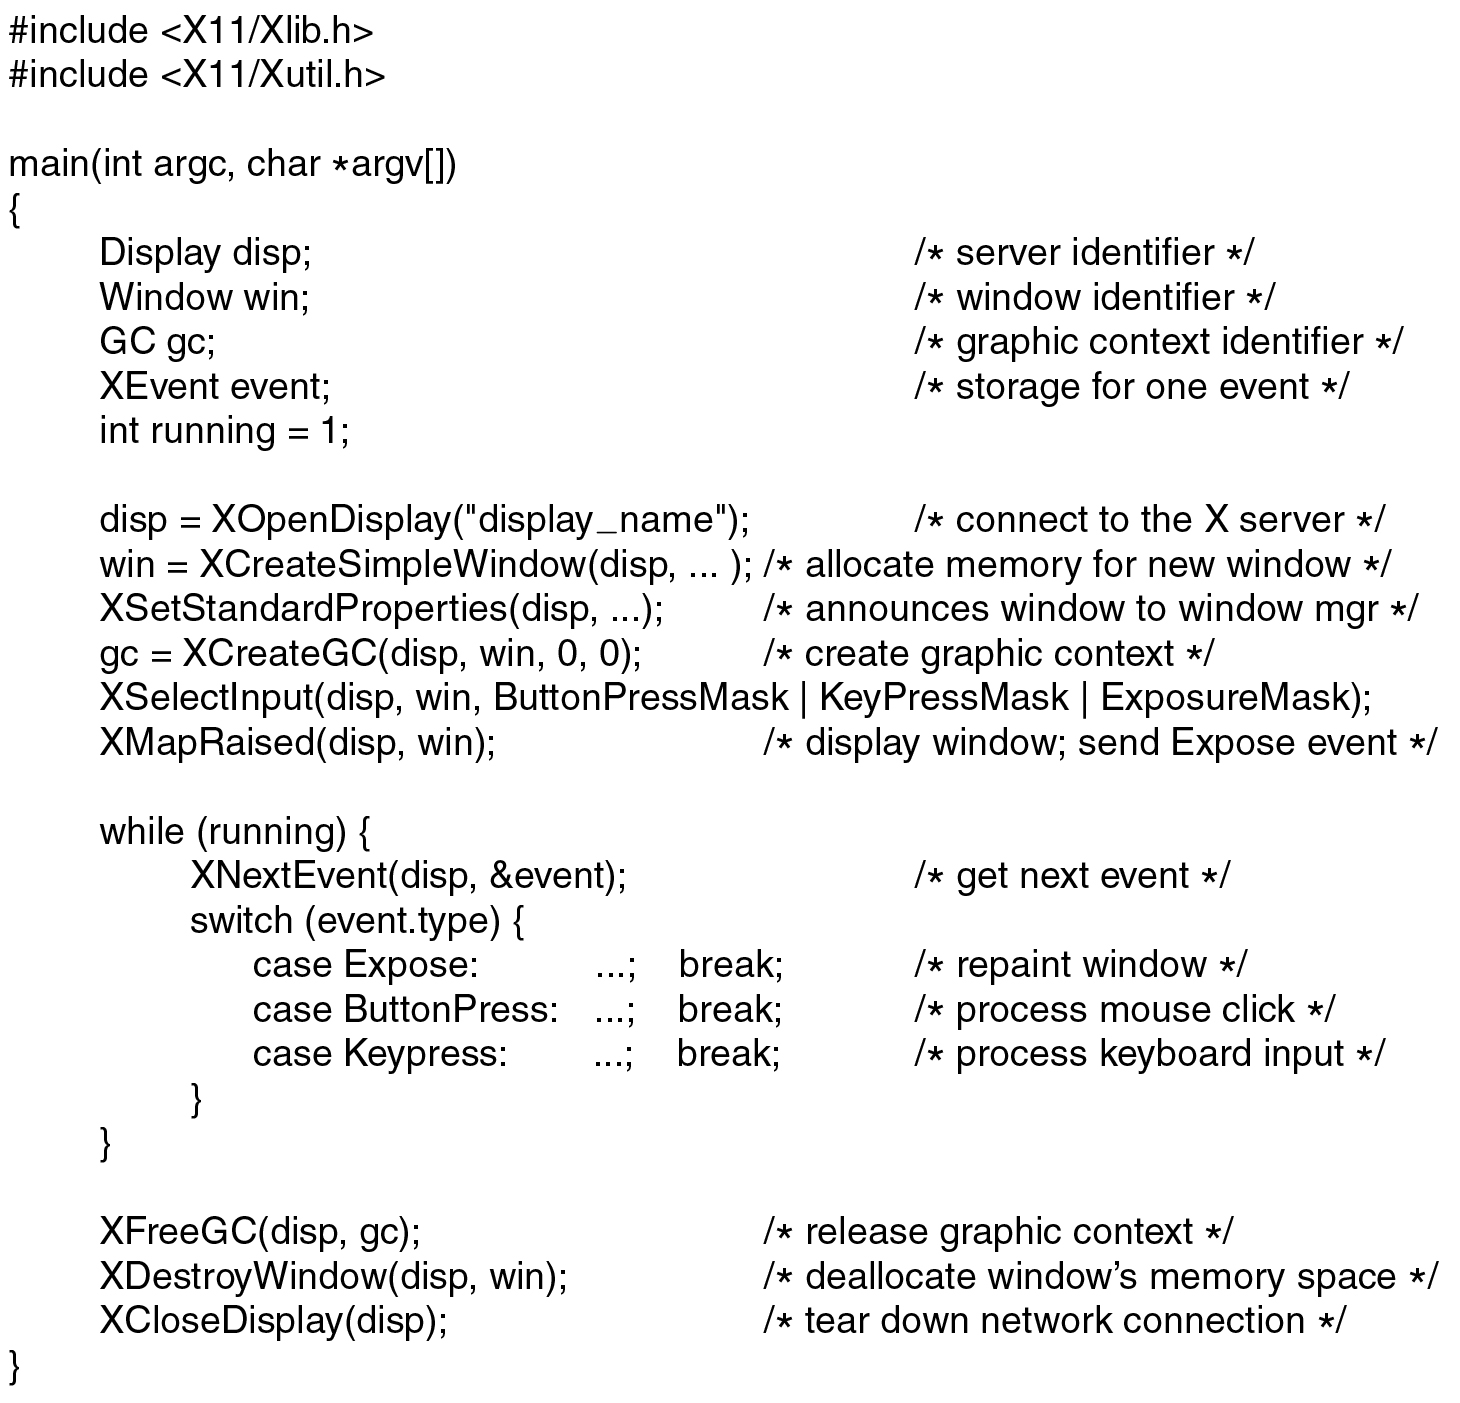 #include <X11/Xlib.h>
#include <X11/Xutil.h>
main(int argc, char *argv[])
{
Display disp; /* server identifier */
Window win; /* window identifier */
GC gc; /* graphic context identifier */
XEvent event; /* storage for one event */
int running = 1;
disp = XOpenDisplay("display_name"); /* connect to the X server */
win = XCreateSimpleWindow(disp, ... ); /* allocate memory for new window */
XSetStandardProperties(disp, ...); /* announces window to window mgr */
gc = XCreateGC(disp, win, 0, 0); /* create graphic context */
XSelectInput(disp, win, ButtonPressMask | KeyPressMask | ExposureMask);
XMapRaised(disp, win); /* display window; send Expose event */
while (running) {
XNextEvent(disp, &event); /* get next event */
switch (event.type) {
case Expose: ...; break; /* repaint window */
case ButtonPress: ...; break; /* process mouse click */
case Keypress: ...; break; /* process keyboard input */
}
}
XFreeGC(disp, gc); /* release graphic context */
XDestroyWindow(disp, win); /* deallocate window’s memory space */
XCloseDisplay(disp); /* tear down network connection */
}